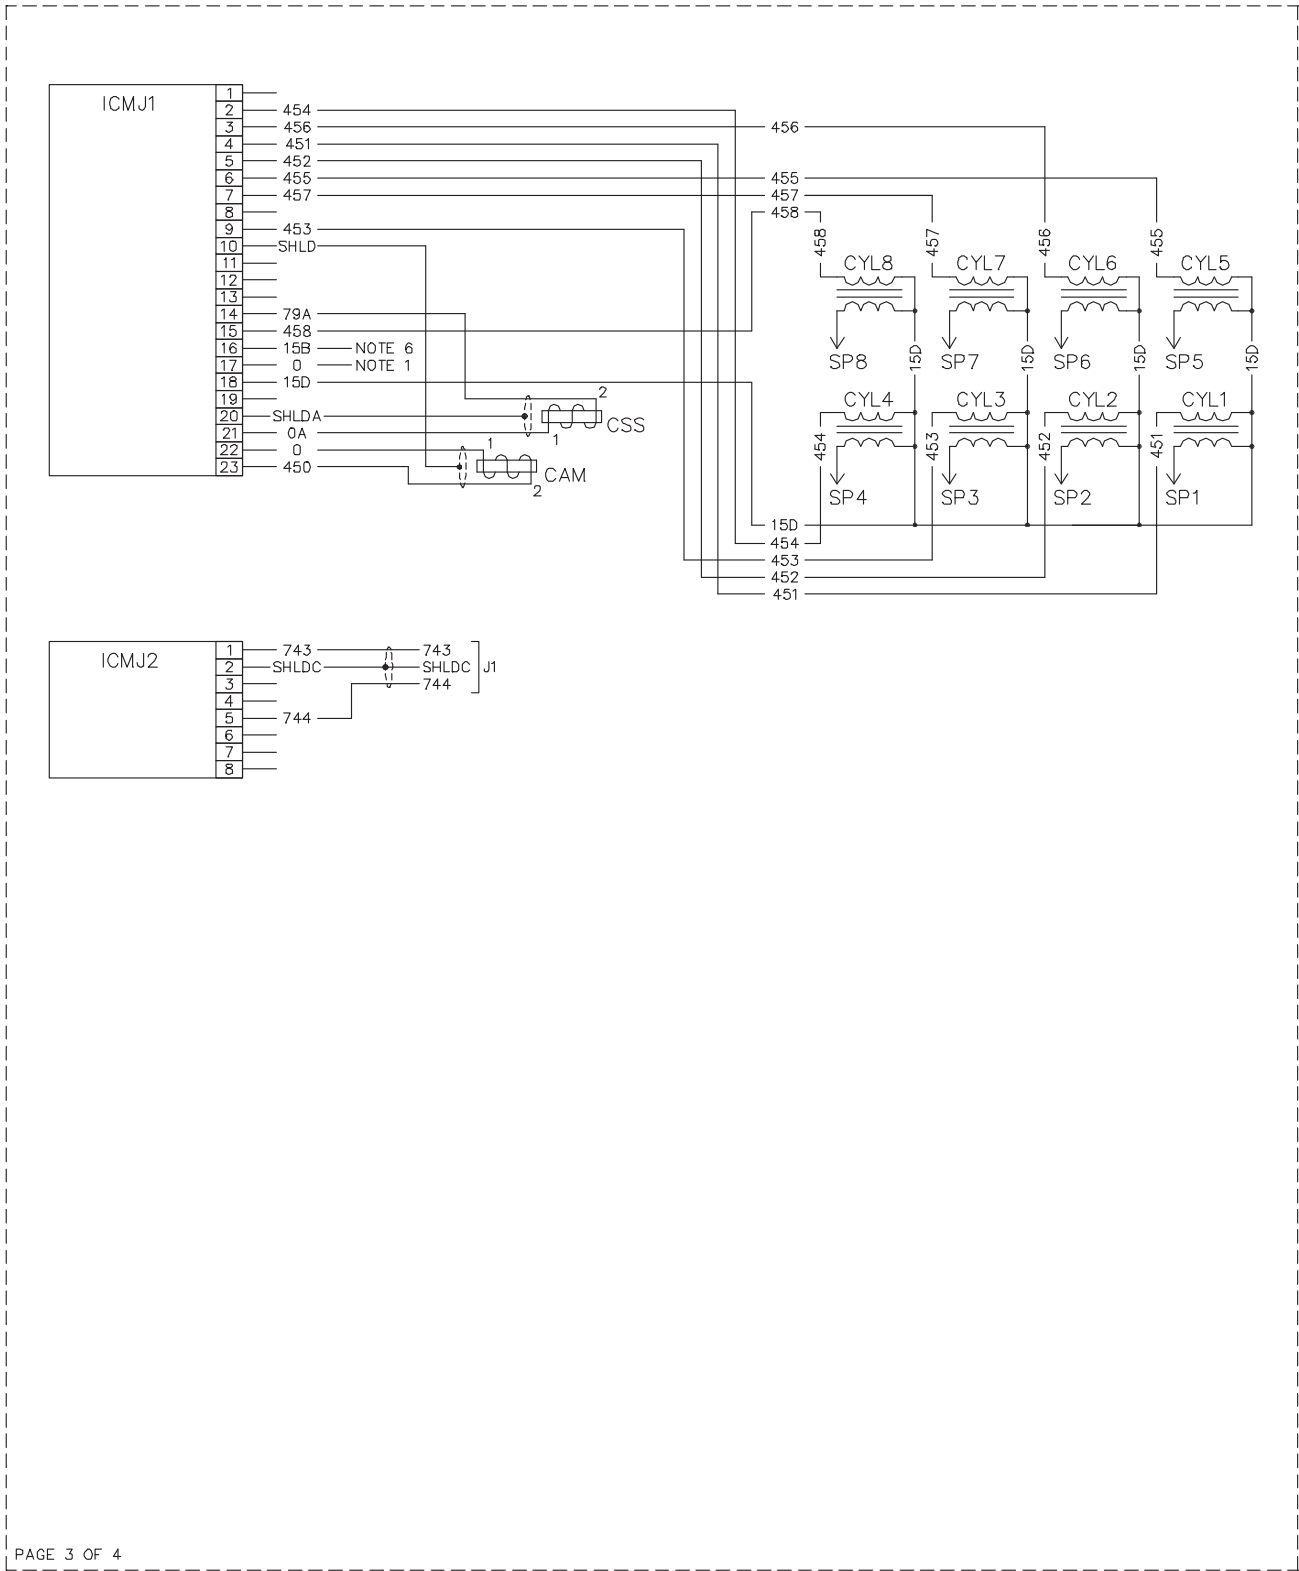 ICMJ1
1
2 454
3 456 456
4 451
5 452
6 455 455
7 457 457
8 458
9 453
10 SHLD
11
12
13
14 79A
15 458
16 15B NOTE 6
17 0 NOTE 1
18 15D
19
20 SHLDA
21 0A
22 0
23 450
2
1
CSS
1
2
CAM
458 457 456 455
CYL8 CYL7 CYL6 CYL5
SP8 15D SP7 15D SP6 15D SP5 15D
CYL4 CYL3 CYL2 CYL1
454 453 452 451
SP4 SP3 SP2 SP1
15D
454
453
452
451
ICMJ2
1 743 743
2 SHLDC SHLDC J1
3 744
4
5 744
6
7
8
PAGE 3 OF 4